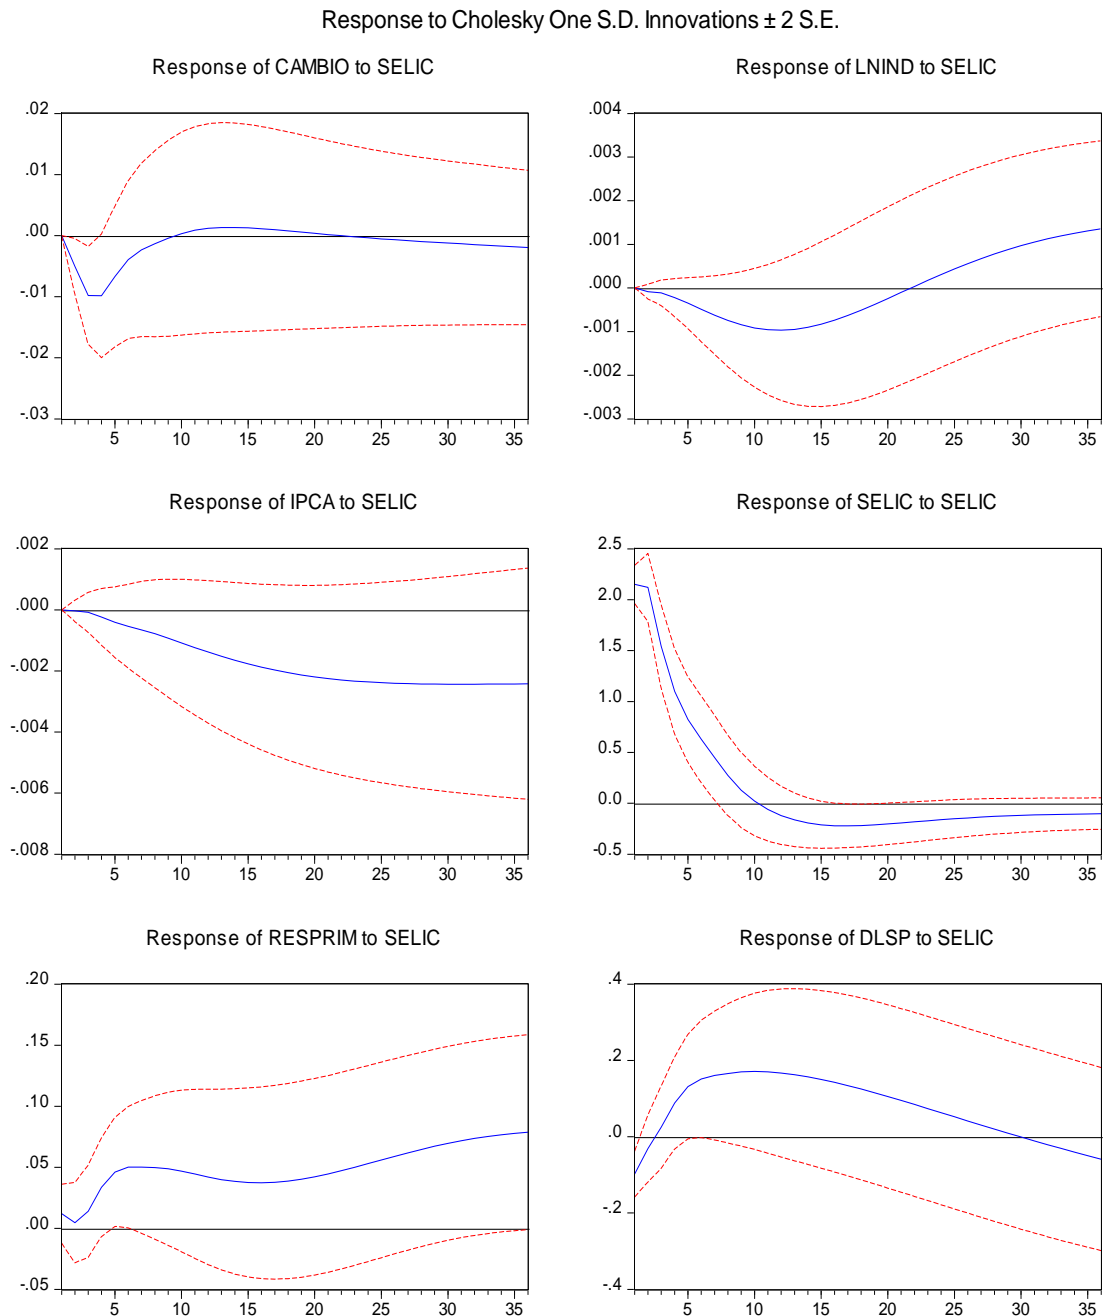 Response to Cholesky One S.D. Innovations ± 2 S.E.
Response of CAMBIO to SELIC
.02
.01
.00
-.01
-.02
-.03
5 10 15 20 25 30 35
Response of LNIND to SELIC
.004
.003
.002
.001
.000
-.001
-.002
-.003
5 10 15 20 25 30 35
Response of IPCA to SELIC
.002
.000
-.002
-.004
-.006
-.008
5 10 15 20 25 30 35
Response of SELIC to SELIC
2.5
2.0
1.5
1.0
0.5
0.0
-0.5
5 10 15 20 25 30 35
Response of RESPRIM to SELIC
.20
.15
.10
.05
.00
-.05
5 10 15 20 25 30 35
Response of DLSP to SELIC
.4
.2
.0
-.2
-.4
5 10 15 20 25 30 35